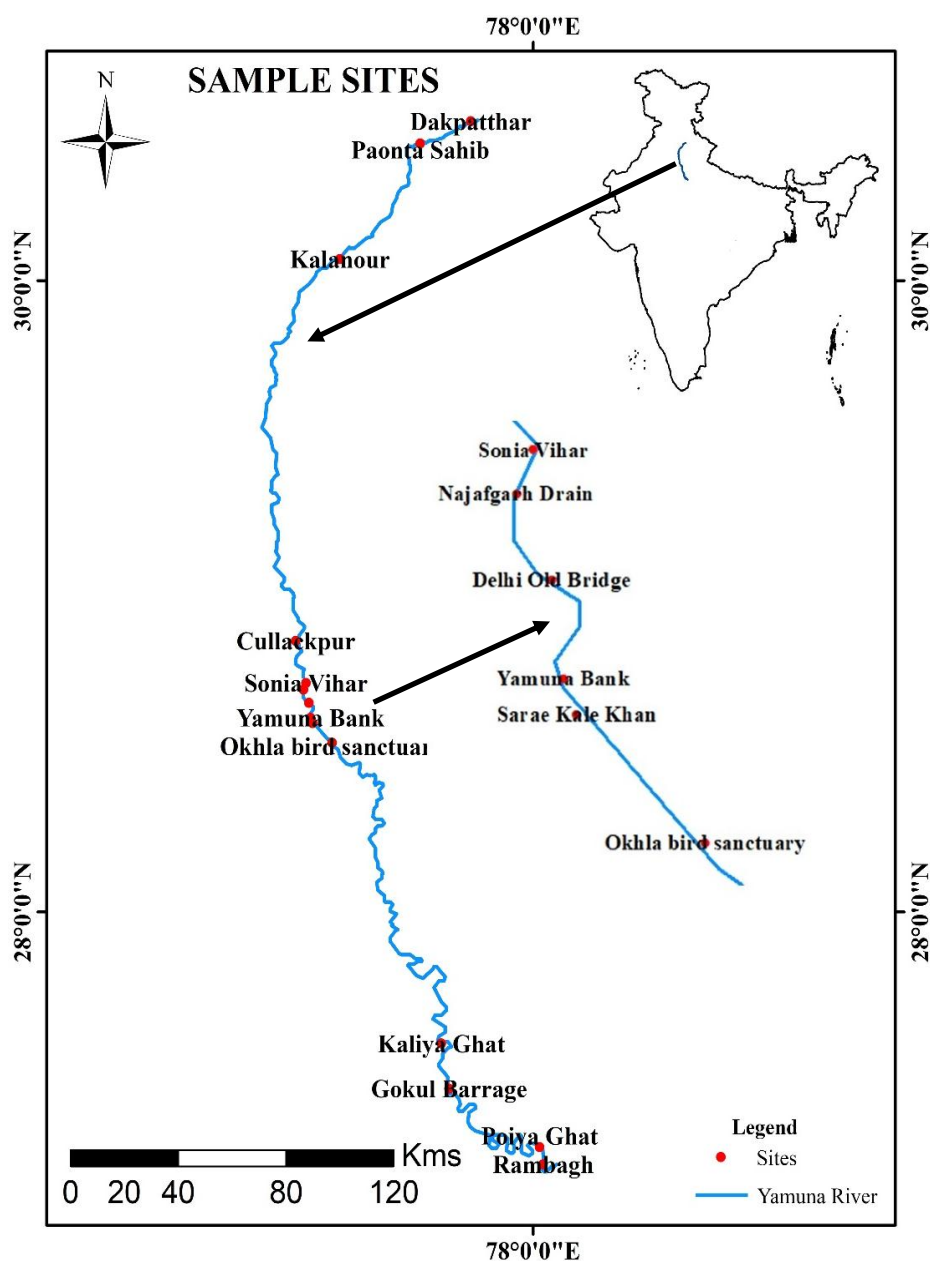 78°0'0"E
SAMPLE SITES
N
Dakpatthar
Paonta Sahib
Kalanour
30°0'0"N
30°0'0"N
Sonia Vihar
Najafgarh Drain
Delhi Old Bridge
Yamuna Bank
Sarae Kale Khan
Okhla bird sanctuary
Cullackpur
Sonia Vihar
Yamuna Bank
Okhla bird sanctuar
28°0'0"N
28°0'0"N
Kaliya Ghat
Gokul Barrage
Poiya Ghat
Rambagh
Kms
0 20 40 80 120
Legend
Sites
Yamuna River
78°0'0"E